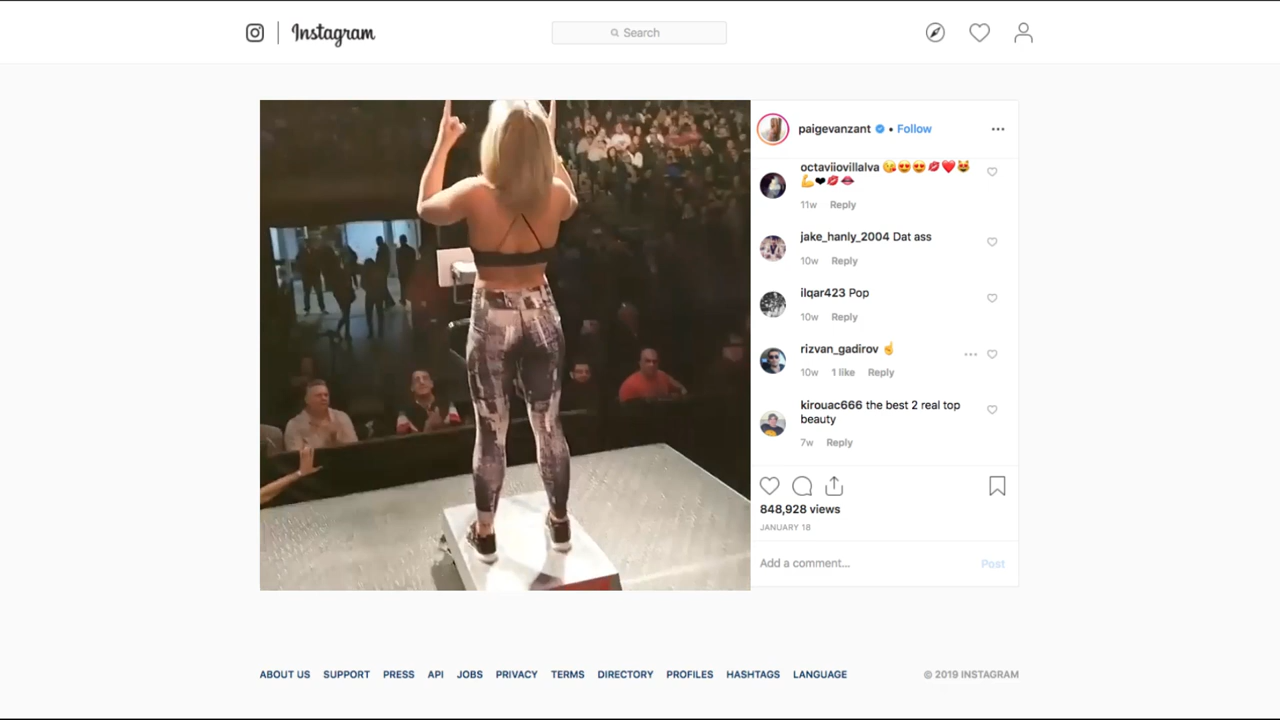 Instagram
Search
paigevanzant • Follow
octaviiovillalva 😘😍😍💋❤️😻
💪❤💋👄
11w Reply
jake_hanly_2004 Dat ass
10w Reply
ilqar423 Pop
10w Reply
rizvan_gadirov ☝️
10w 1 like Reply
kirouac666 the best 2 real top
beauty
7w Reply
848,928 views
JANUARY 18
Add a comment... Post
ABOUT US SUPPORT PRESS API JOBS PRIVACY TERMS DIRECTORY PROFILES HASHTAGS LANGUAGE © 2019 INSTAGRAM